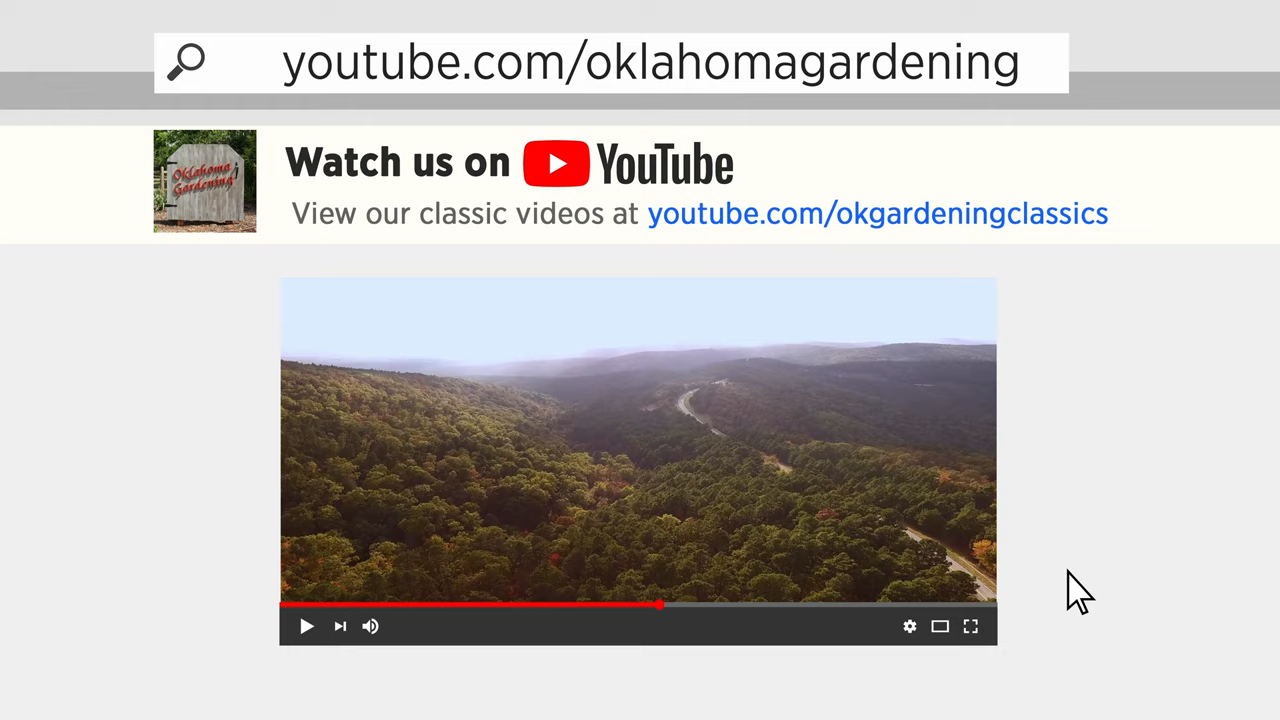 youtube.com/oklahomagardening
Oklahoma
Gardening
Watch us on YouTube
View our classic videos at youtube.com/okgardeningclassics